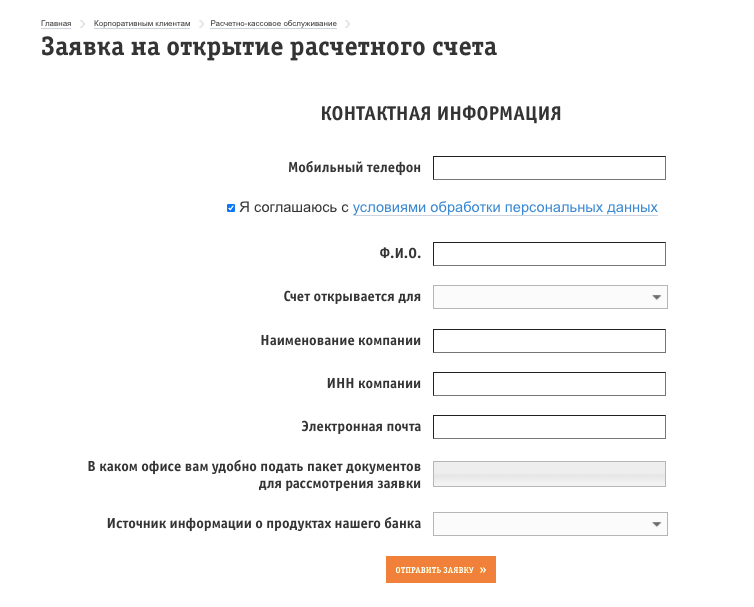 Главная > Корпоративным клиентам > Расчетно-кассовое обслуживание >
Заявка на открытие расчетного счета
КОНТАКТНАЯ ИНФОРМАЦИЯ
Мобильный телефон
Я соглашаюсь с условиями обработки персональных данных
Ф.И.О.
Счет открывается для
Наименование компании
ИНН компании
Электронная почта
В каком офисе вам удобно подать пакет документов
для рассмотрения заявки
Источник информации о продуктах нашего банка
ОТПРАВИТЬ ЗАЯВКУ »